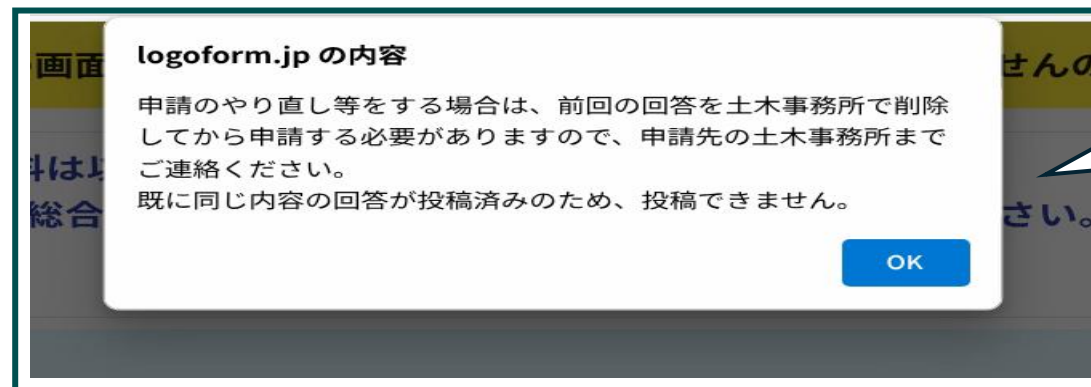 画面
せんの
logoform.jp の内容
申請のやり直し等をする場合は、前回の回答を土木事務所で削除
してから申請する必要がありますので、申請先の土木事務所まで
ご連絡ください。
既に同じ内容の回答が投稿済みのため、投稿できません。
料は以
総合
さい。
OK